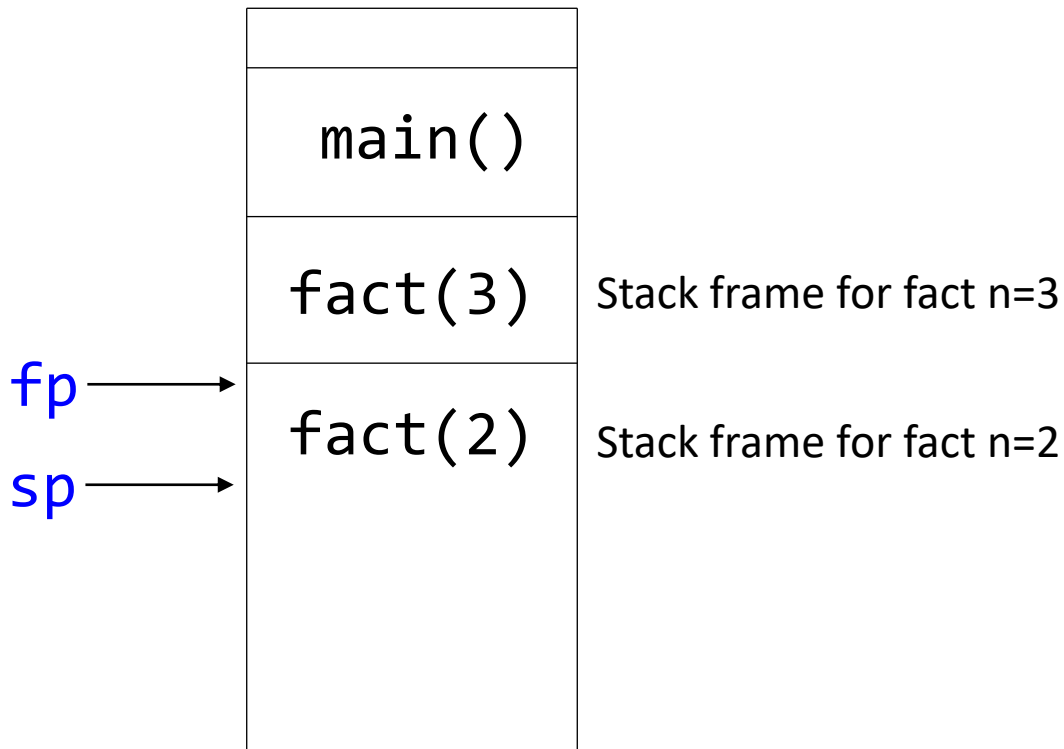 main()
fact(3) Stack frame for fact n=3
fp
fact(2) Stack frame for fact n=2
sp